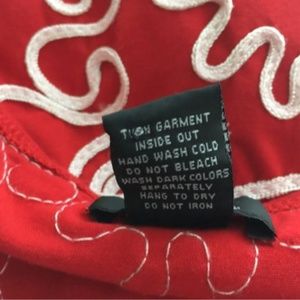 TURN GARMENT
INSIDE OUT
HAND WASH COLD
DO NOT BLEACH
WASH DARK COLORS
SEPARATELY
HANG TO DRY
DO NOT IRON